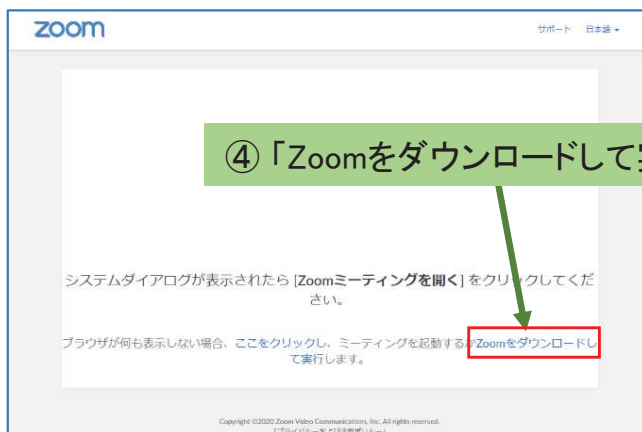 zoom
サポート 日本語
④「Zoomをダウンロードして実
システムダイアログが表示されたら [Zoomミーティングを開く] をクリックしてくだ
さい。
ブラウザが何も表示しない場合、ここをクリックし、ミーティングを起動するかZoomをダウンロードし
て実行します。
Copyright ©2020 Zoom Video Communications, Inc. All rights reserved.